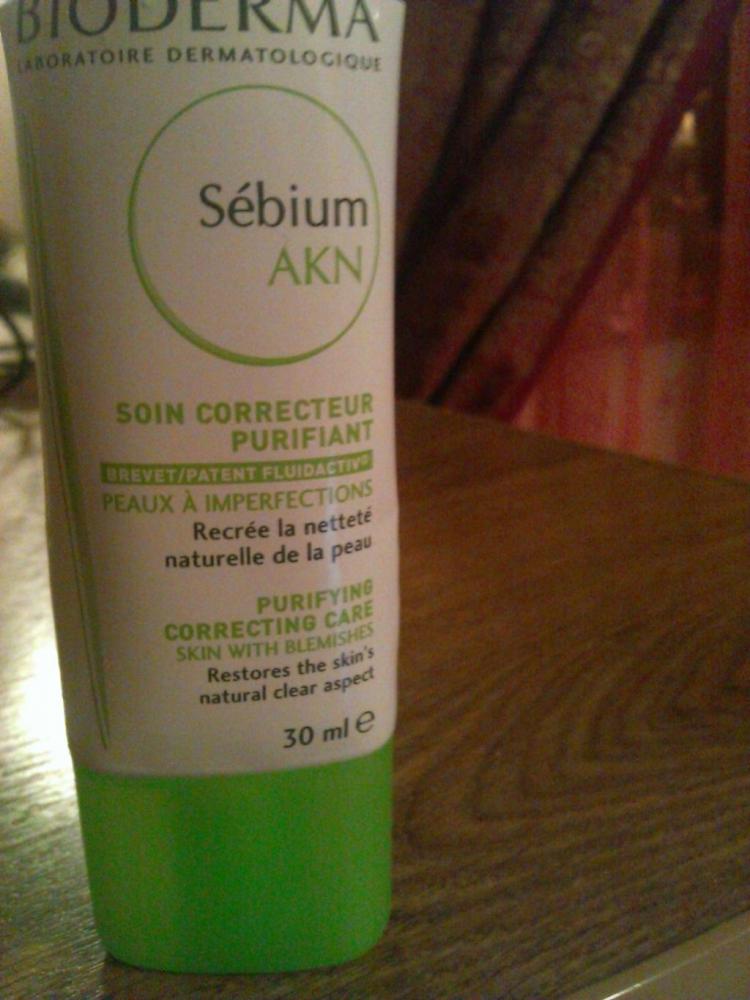 BIODERMA
LABORATOIRE DERMATOLOGIQUE
Sébium
AKN
SOIN CORRECTEUR
PURIFIANT
BREVET/PATENT FLUIDACTIV®
PEAUX À IMPERFECTIONS
Recrée la netteté
naturelle de la peau
PURIFYING
CORRECTING CARE
SKIN WITH BLEMISHES
Restores the skin's
natural clear aspect
30 ml ℮